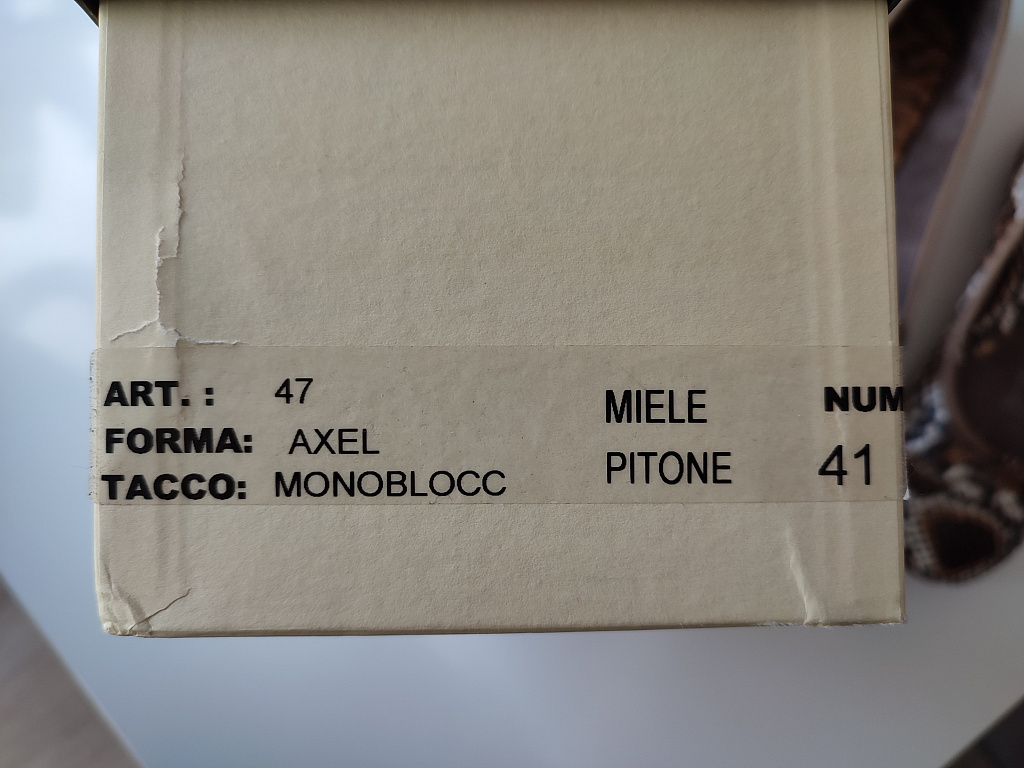 ART. : 47
FORMA: AXEL
TACCO: MONOBLOCC
MIELE
PITONE
NUM
41